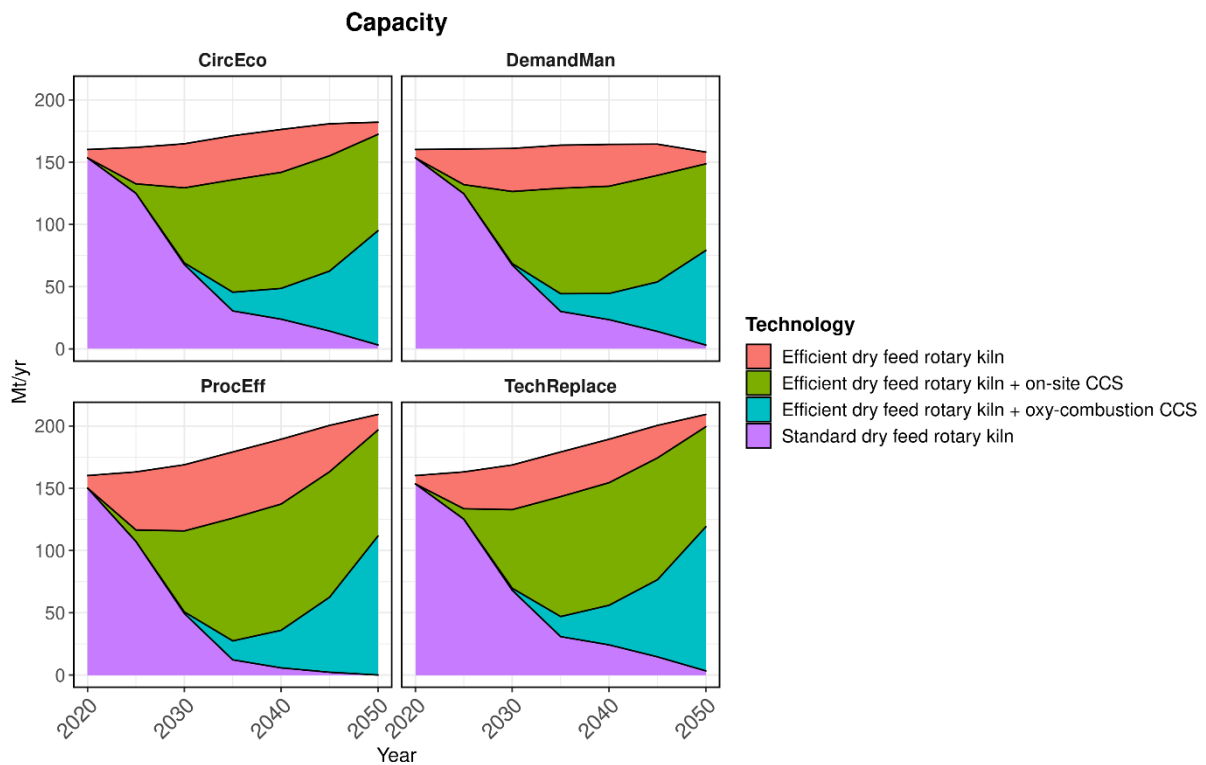 Capacity
CircEco
DemandMan
200
150
100
50
0
Mt/yr
ProcEff
TechReplace
200
150
100
50
0
2020
2030
2040
2050
2020
2030
2040
2050
Year
Technology
Efficient dry feed rotary kiln
Efficient dry feed rotary kiln + on-site CCS
Efficient dry feed rotary kiln + oxy-combustion CCS
Standard dry feed rotary kiln